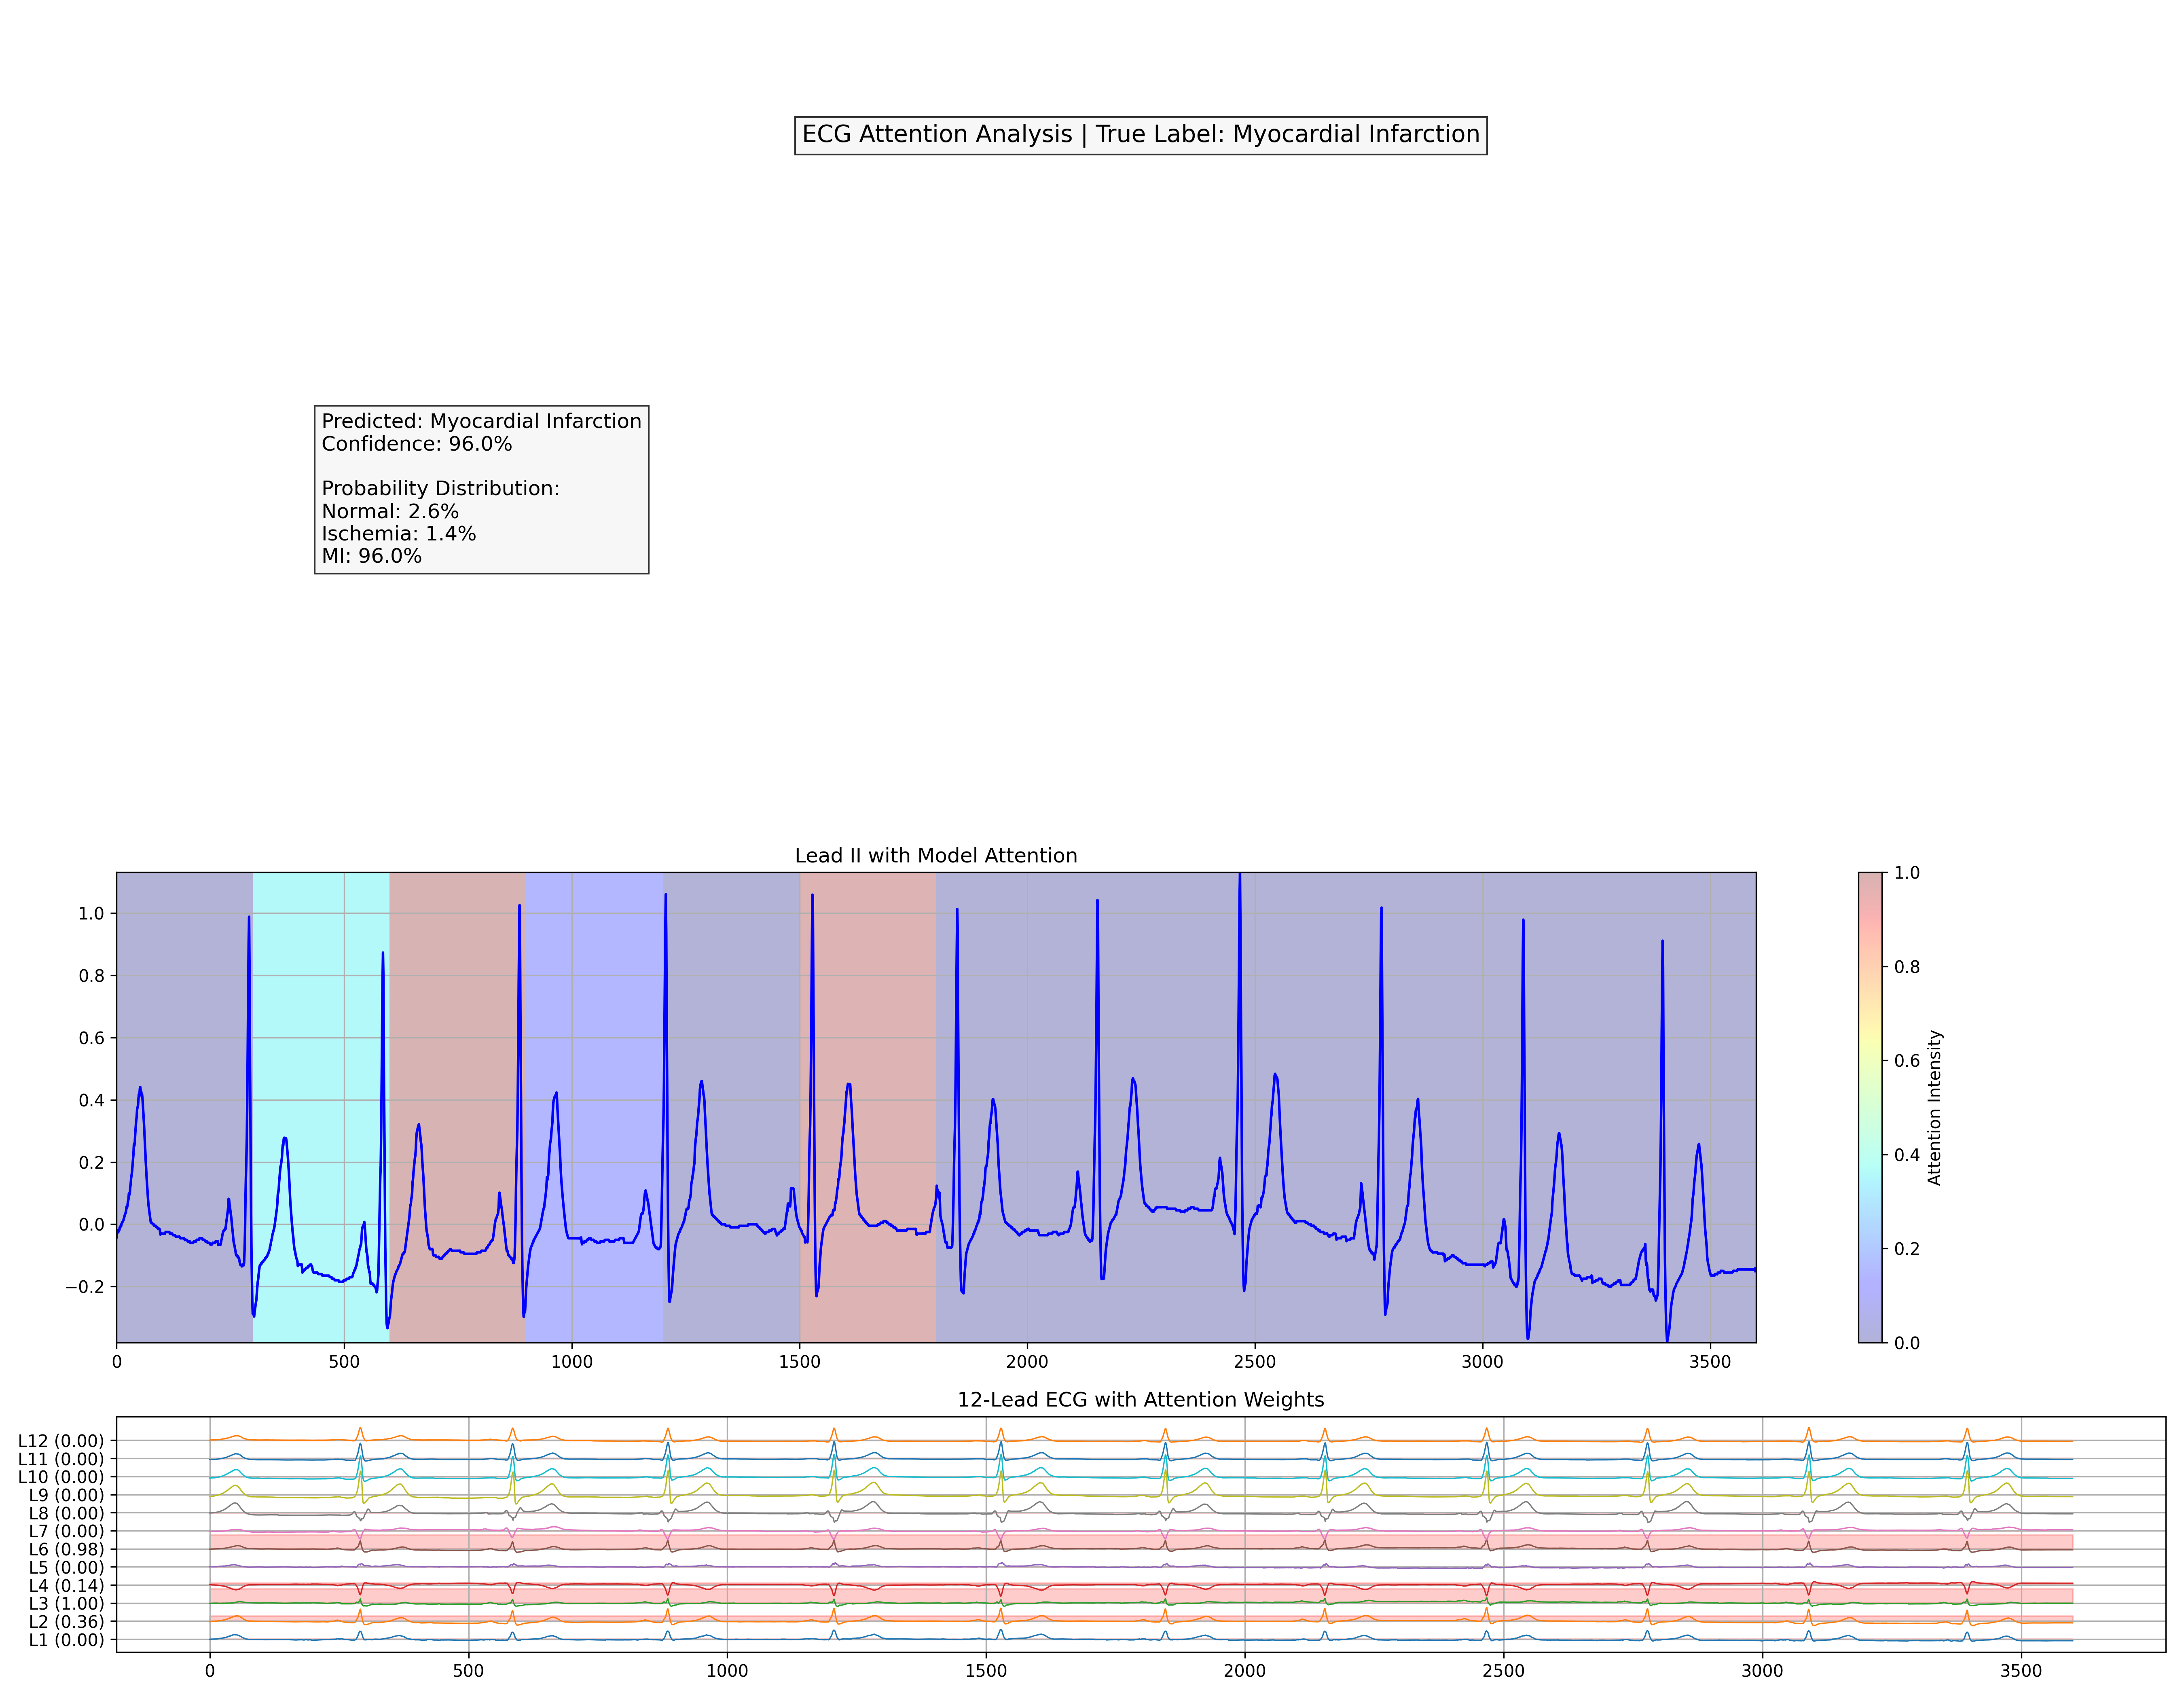 ECG Attention Analysis | True Label: Myocardial Infarction
Predicted: Myocardial Infarction
Confidence: 96.0%
Probability Distribution:
Normal: 2.6%
Ischemia: 1.4%
MI: 96.0%
Lead II with Model Attention
1.0
0.8
0.6
0.4
0.2
0.0
−0.2
0 500 1000 1500 2000 2500 3000 3500
1.0
0.8
0.6
0.4
0.2
0.0
Attention Intensity
12-Lead ECG with Attention Weights
L12 (0.00)
L11 (0.00)
L10 (0.00)
L9 (0.00)
L8 (0.00)
L7 (0.00)
L6 (0.98)
L5 (0.00)
L4 (0.14)
L3 (1.00)
L2 (0.36)
L1 (0.00)
0 500 1000 1500 2000 2500 3000 3500